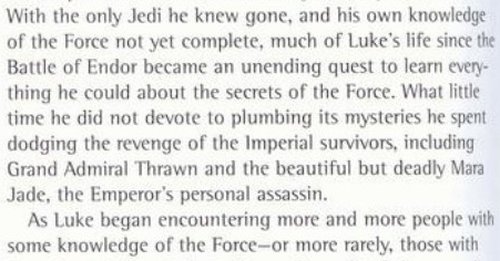 With the only Jedi he knew gone, and his own knowledge
of the Force not yet complete, much of Luke's life since the
Battle of Endor became an unending quest to learn every-
thing he could about the secrets of the Force. What little
time he did not devote to plumbing its mysteries he spent
dodging the revenge of the Imperial survivors, including
Grand Admiral Thrawn and the beautiful but deadly Mara
Jade, the Emperor's personal assassin.
As Luke began encountering more and more people with
some knowledge of the Force—or more rarely, those with